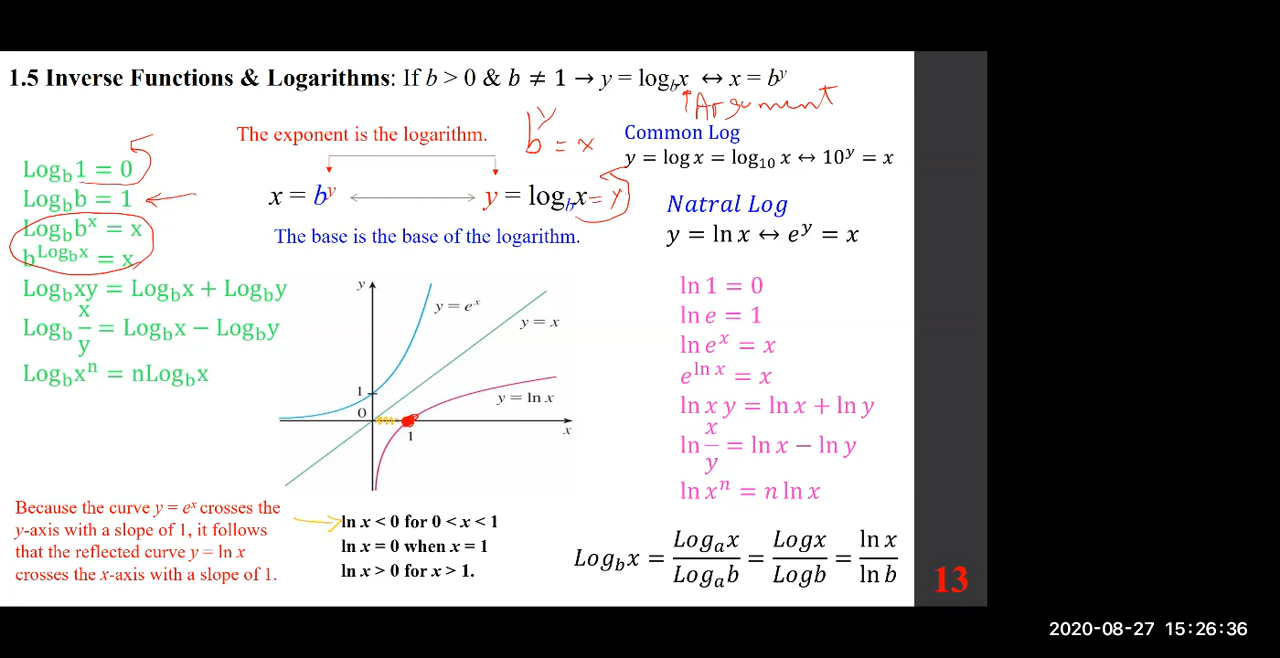 1.5 Inverse Functions & Logarithms: If b > 0 & b ≠ 1 → y = log_b x ↔ x = b^y
Argument
The exponent is the logarithm.
b^y = x
x = b^y
y = log_b x = y
The base is the base of the logarithm.
Common Log
y = log x = log_10 x ↔ 10^y = x
Natral Log
y = ln x ↔ e^y = x
Log_b 1 = 0
Log_b b = 1
Log_b b^x = x
b^(Log_b x) = x
Log_b xy = Log_b x + Log_b y
Log_b x/y = Log_b x − Log_b y
Log_b x^n = nLog_b x
y
y = e^x
y = x
1
0
y = ln x
1
x
ln 1 = 0
ln e = 1
ln e^x = x
e^(ln x) = x
ln x y = ln x + ln y
ln x/y = ln x − ln y
ln x^n = n ln x
Because the curve y = e^x crosses the
y-axis with a slope of 1, it follows
that the reflected curve y = ln x
crosses the x-axis with a slope of 1.
ln x < 0 for 0 < x < 1
ln x = 0 when x = 1
ln x > 0 for x > 1.
Log_b x = Log_a x / Log_a b = Logx / Logb = ln x / ln b
13
2020-08-27 15:26:36